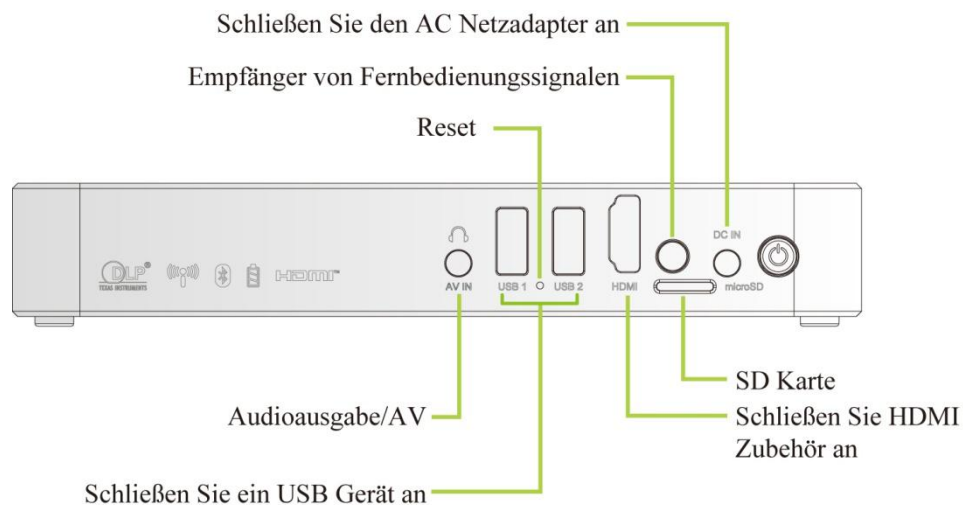 Schließen Sie den AC Netzadapter an
Empfänger von Fernbedienungssignalen
Reset
DC IN
DLP®
TEXAS INSTRUMENTS
HDMI™
AV IN
USB 1
USB 2
HDMI
microSD
SD Karte
Audioausgabe/AV
Schließen Sie HDMI
Zubehör an
Schließen Sie ein USB Gerät an